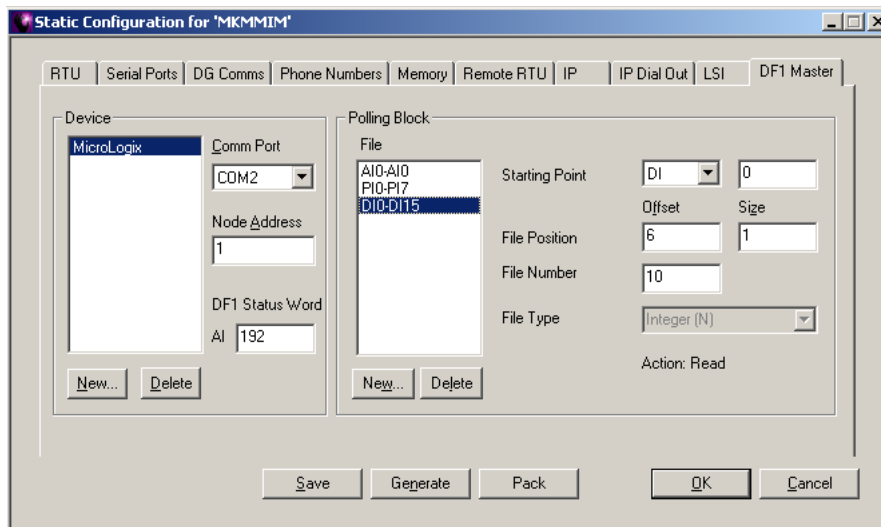 Static Configuration for 'MKMMIM'
RTU Serial Ports DG Comms Phone Numbers Memory Remote RTU IP IP Dial Out LSI DF1 Master
Device
MicroLogix
Comm Port
COM2
Node Address
1
DF1 Status Word
AI 192
New... Delete
Polling Block
File
AI0-AI0
PI0-PI7
DI0-DI15
New... Delete
Starting Point DI 0
Offset Size
File Position 6 1
File Number 10
File Type Integer (N)
Action: Read
Save Generate Pack OK Cancel